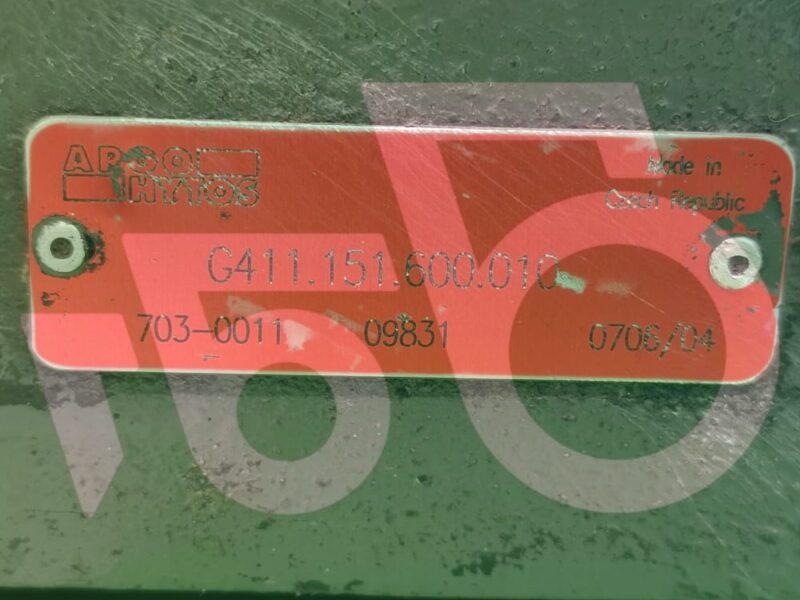 ARGO
HYTOS
Made in
Czech Republic
G411.151.600.010
703-0011 09831 0706/04